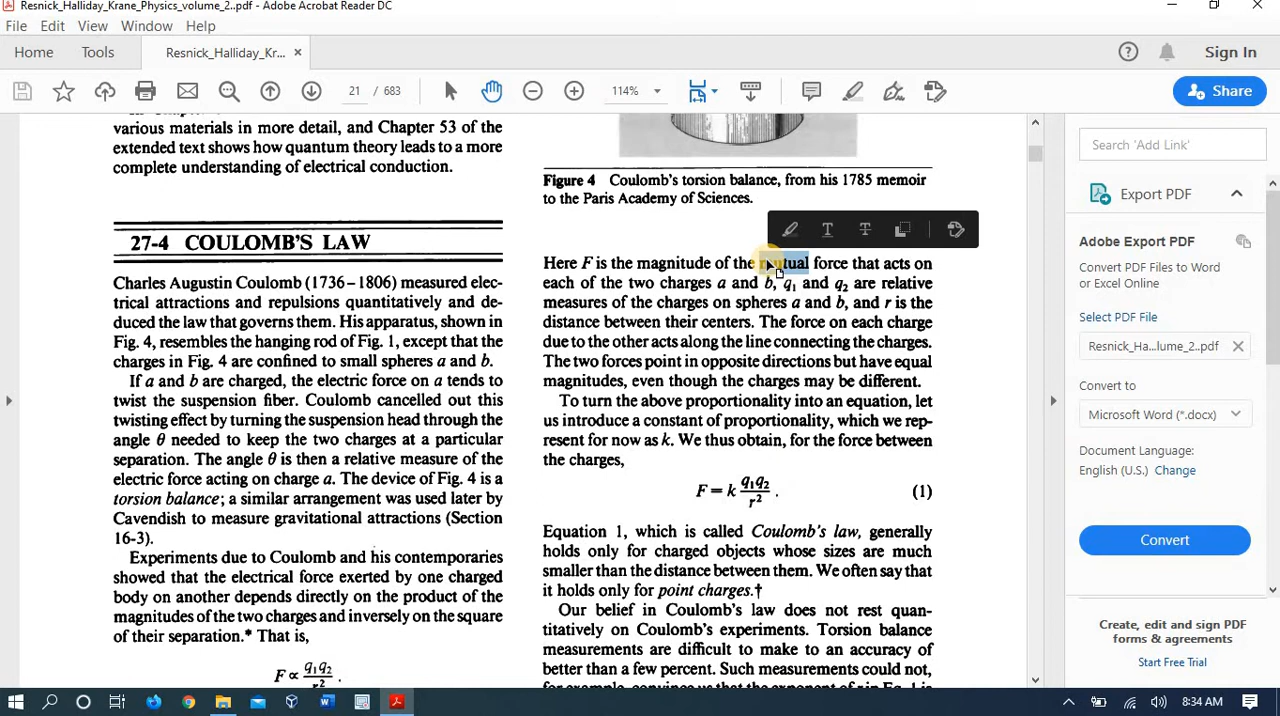 Resnick_Halliday_Krane_Physics_volume_2..pdf - Adobe Acrobat Reader DC
File Edit View Window Help
Home Tools Resnick_Halliday_Kr... ×
Sign In
21 / 683
114%
Share
various materials in more detail, and Chapter 53 of the
extended text shows how quantum theory leads to a more
complete understanding of electrical conduction.
27-4 COULOMB'S LAW
Charles Augustin Coulomb (1736–1806) measured elec-
trical attractions and repulsions quantitatively and de-
duced the law that governs them. His apparatus, shown in
Fig. 4, resembles the hanging rod of Fig. 1, except that the
charges in Fig. 4 are confined to small spheres a and b.
If a and b are charged, the electric force on a tends to
twist the suspension fiber. Coulomb cancelled out this
twisting effect by turning the suspension head through the
angle θ needed to keep the two charges at a particular
separation. The angle θ is then a relative measure of the
electric force acting on charge a. The device of Fig. 4 is a
torsion balance; a similar arrangement was used later by
Cavendish to measure gravitational attractions (Section
16-3).
Experiments due to Coulomb and his contemporaries
showed that the electrical force exerted by one charged
body on another depends directly on the product of the
magnitudes of the two charges and inversely on the square
of their separation.* That is,
F ∝ q₁q₂/r² .
Figure 4 Coulomb's torsion balance, from his 1785 memoir
to the Paris Academy of Sciences.
Here F is the magnitude of the mutual force that acts on
each of the two charges a and b, q₁ and q₂ are relative
measures of the charges on spheres a and b, and r is the
distance between their centers. The force on each charge
due to the other acts along the line connecting the charges.
The two forces point in opposite directions but have equal
magnitudes, even though the charges may be different.
To turn the above proportionality into an equation, let
us introduce a constant of proportionality, which we rep-
resent for now as k. We thus obtain, for the force between
the charges,
F = k q₁q₂/r² . (1)
Equation 1, which is called Coulomb's law, generally
holds only for charged objects whose sizes are much
smaller than the distance between them. We often say that
it holds only for point charges.†
Our belief in Coulomb's law does not rest quan-
titatively on Coulomb's experiments. Torsion balance
measurements are difficult to make to an accuracy of
better than a few percent. Such measurements could not,
Search 'Add Link'
Export PDF
Adobe Export PDF
Convert PDF Files to Word
or Excel Online
Select PDF File
Resnick_Ha...lume_2..pdf
Convert to
Microsoft Word (*.docx)
Document Language:
English (U.S.) Change
Convert
Create, edit and sign PDF
forms & agreements
Start Free Trial
8:34 AM